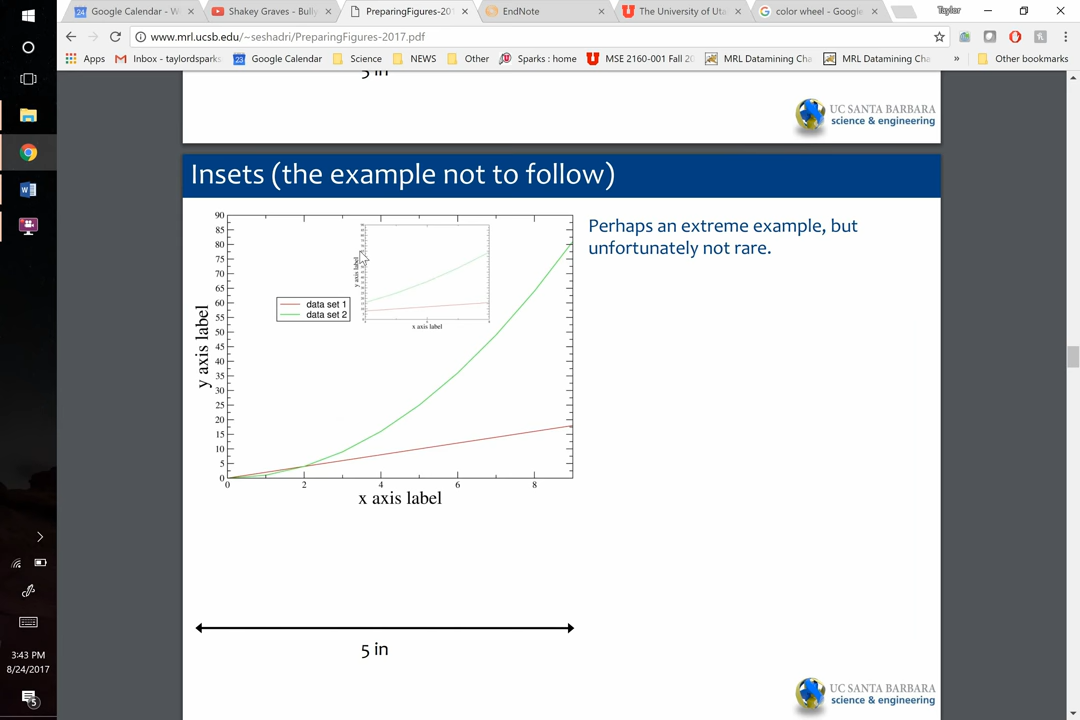 Google Calendar - W
Shakey Graves - Bully
PreparingFigures-201
EndNote
The University of Uta
color wheel - Google
Taylor
www.mrl.ucsb.edu/~seshadri/PreparingFigures-2017.pdf
Apps
Inbox - taylordsparks
Google Calendar
Science
NEWS
Other
Sparks : home
MSE 2160-001 Fall 20
MRL Datamining Cha
MRL Datamining Cha
»
Other bookmarks
5 in
UC SANTA BARBARA
science & engineering
Insets (the example not to follow)
Perhaps an extreme example, but
unfortunately not rare.
90
85
80
75
70
65
60
55
50
45
40
35
30
25
20
15
10
5
0
y axis label
y axis label
x axis label
data set 1
data set 2
0
2
4
6
8
x axis label
5 in
UC SANTA BARBARA
science & engineering
3:43 PM
8/24/2017
5